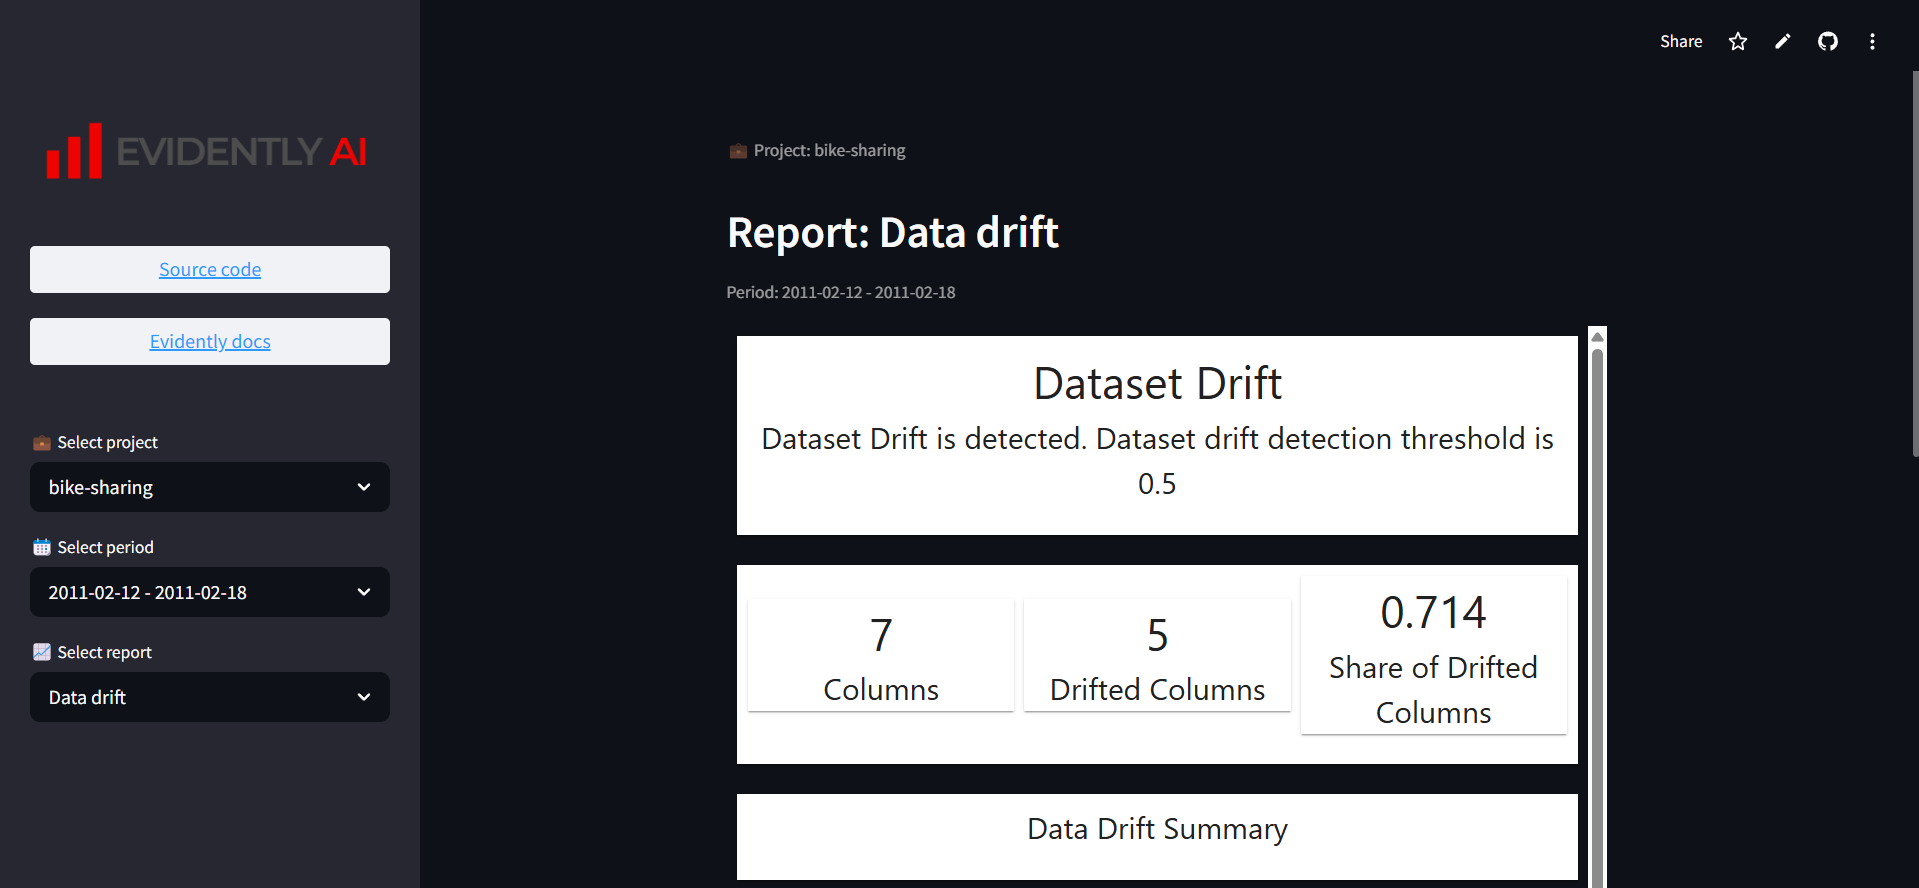 Share
EVIDENTLY AI
Source code
Evidently docs
Select project
bike-sharing
Select period
2011-02-12 - 2011-02-18
Select report
Data drift
Project: bike-sharing
Report: Data drift
Period: 2011-02-12 - 2011-02-18
Dataset Drift
Dataset Drift is detected. Dataset drift detection threshold is
0.5
7
Columns
5
Drifted Columns
0.714
Share of Drifted
Columns
Data Drift Summary